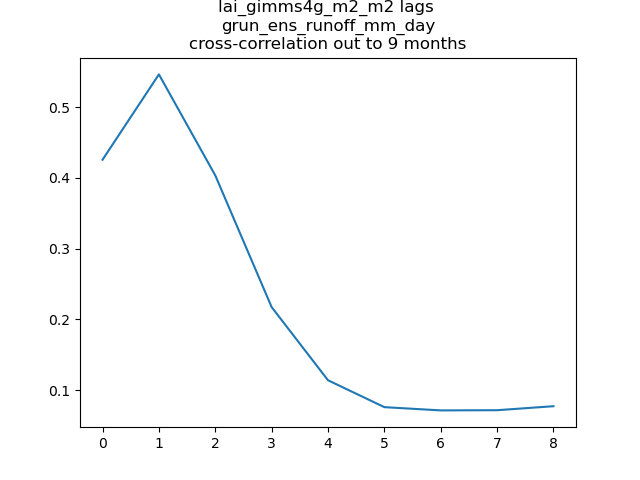 lai_gimms4g_m2_m2 lags
grun_ens_runoff_mm_day
cross-correlation out to 9 months
0.5
0.4
0.3
0.2
0.1
0 1 2 3 4 5 6 7 8